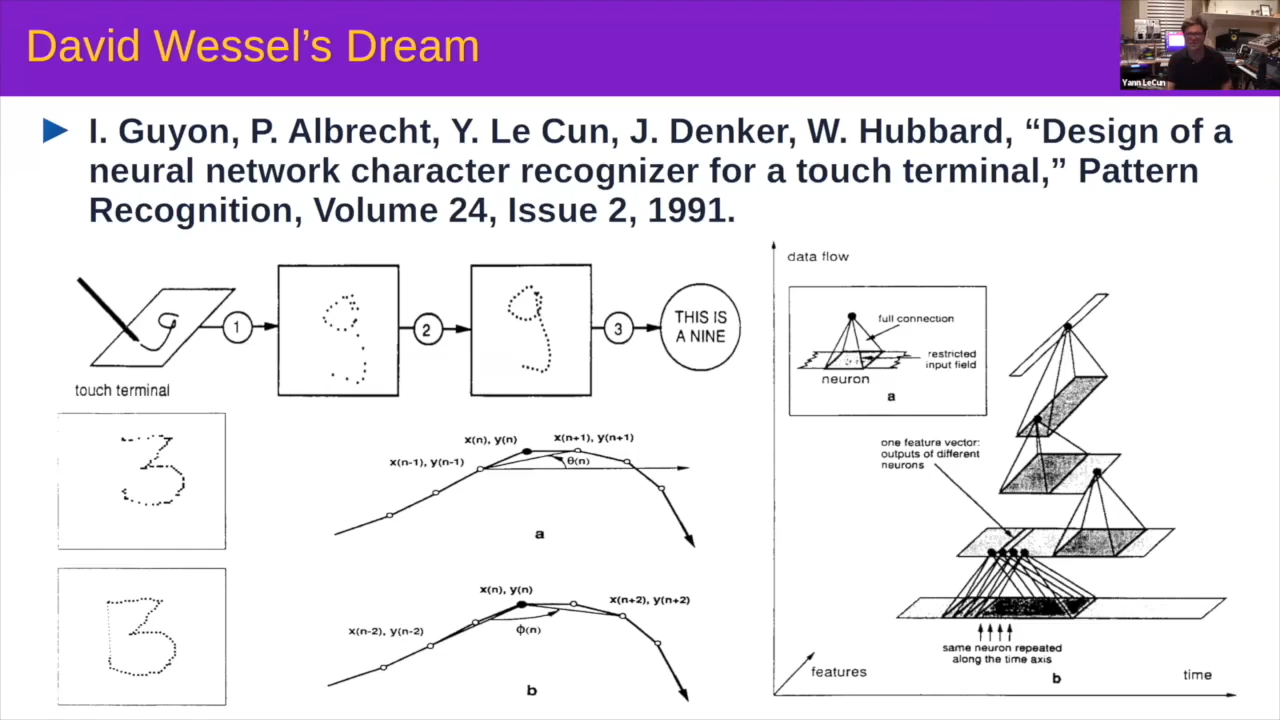 David Wessel's Dream
Yann LeCun
I. Guyon, P. Albrecht, Y. Le Cun, J. Denker, W. Hubbard, “Design of a
neural network character recognizer for a touch terminal,” Pattern
Recognition, Volume 24, Issue 2, 1991.
touch terminal
1
2
3
THIS IS
A NINE
x(n-1), y(n-1)
x(n), y(n)
x(n+1), y(n+1)
θ(n)
a
x(n-2), y(n-2)
x(n), y(n)
x(n+2), y(n+2)
ϕ(n)
b
data flow
full connection
restricted
input field
neuron
a
one feature vector:
outputs of different
neurons
same neuron repeated
along the time axis
features
b
time